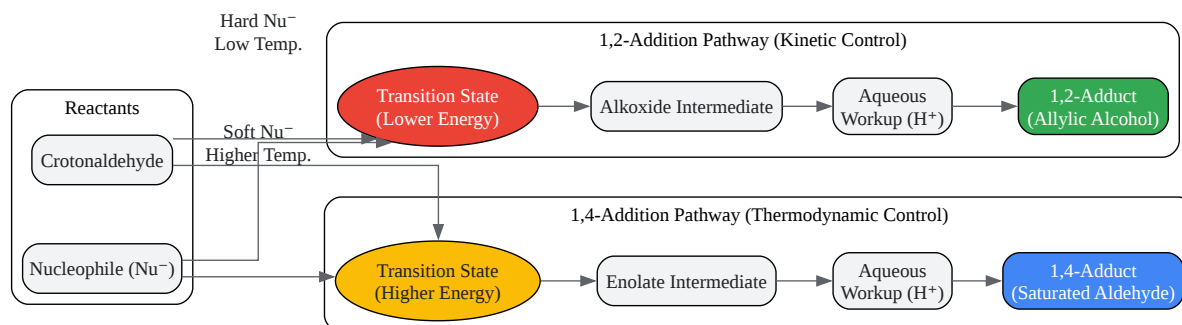 Hard Nu⁻
Low Temp.
1,2-Addition Pathway (Kinetic Control)
Transition State
(Lower Energy)
Alkoxide Intermediate
Aqueous
Workup (H⁺)
1,2-Adduct
(Allylic Alcohol)
Reactants
Crotonaldehyde
Nucleophile (Nu⁻)
Soft Nu⁻
Higher Temp.
1,4-Addition Pathway (Thermodynamic Control)
Transition State
(Higher Energy)
Enolate Intermediate
Aqueous
Workup (H⁺)
1,4-Adduct
(Saturated Aldehyde)